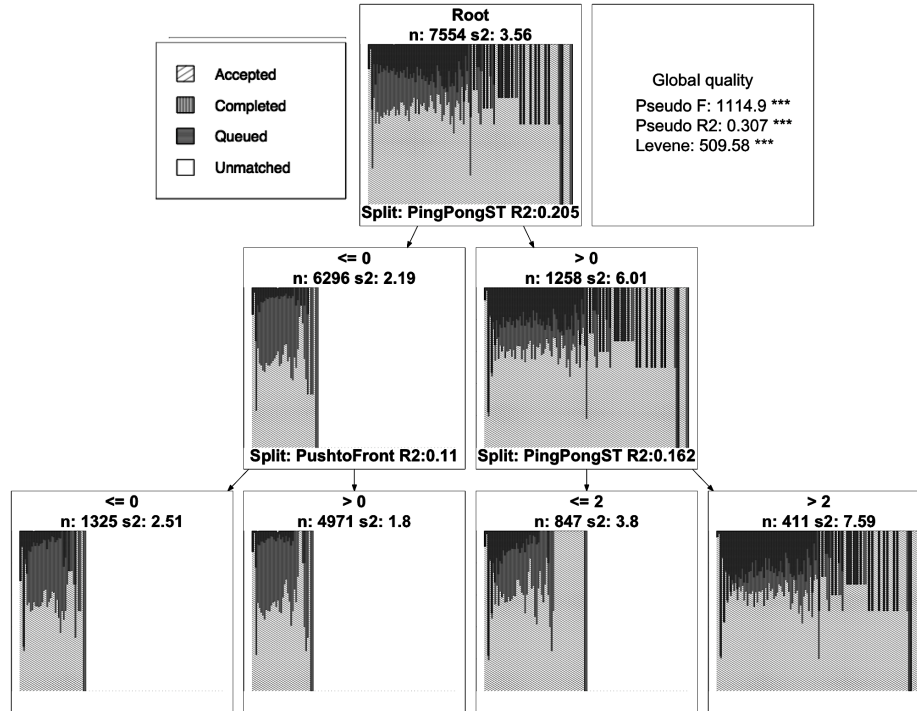 Root
n: 7554 s2: 3.56
Accepted
Completed
Queued
Unmatched
Split: PingPongST R2:0.205
Global quality
Pseudo F: 1114.9 ***
Pseudo R2: 0.307 ***
Levene: 509.58 ***
<= 0
n: 6296 s2: 2.19
Split: PushtoFront R2:0.11
> 0
n: 1258 s2: 6.01
Split: PingPongST R2:0.162
<= 0
n: 1325 s2: 2.51
> 0
n: 4971 s2: 1.8
<= 2
n: 847 s2: 3.8
> 2
n: 411 s2: 7.59